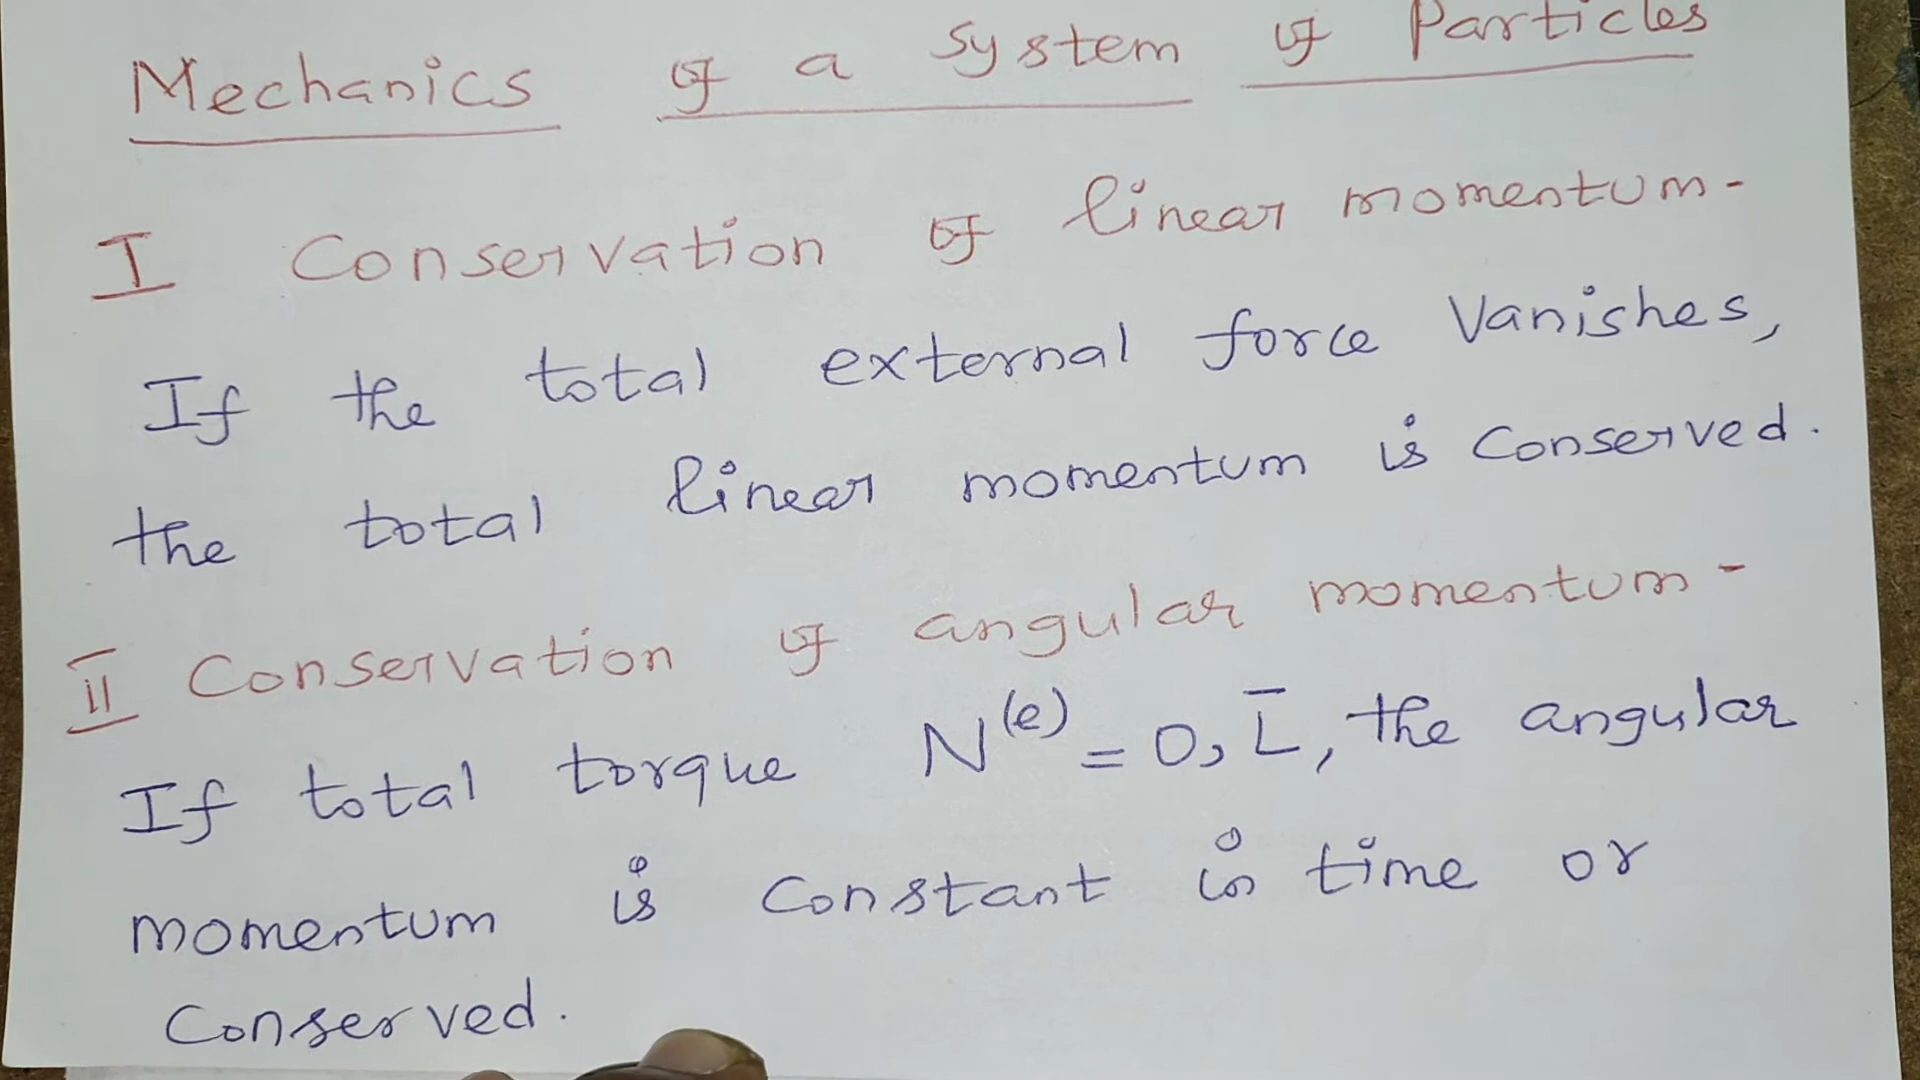 Mechanics of a System of Particles
I Conservation of linear momentum-
If the total external force Vanishes,
the total linear momentum is Conserved.
II Conservation of angular momentum-
If total torque N^(e) = 0, L̄, the angular
momentum is Constant in time or
Conserved.